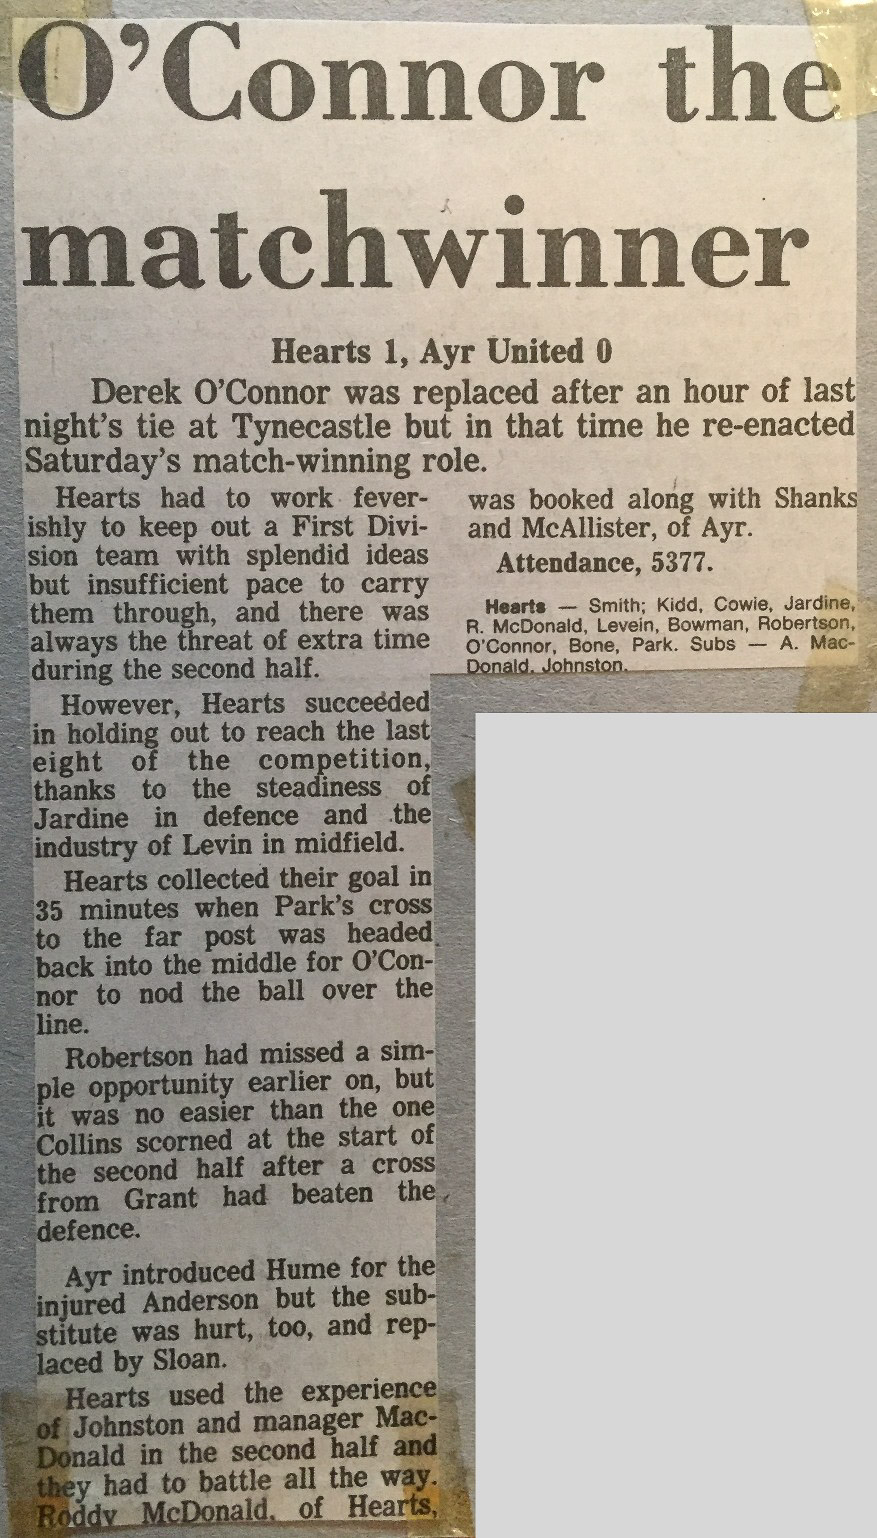 O'Connor the
matchwinner
Hearts 1, Ayr United 0
Derek O'Connor was replaced after an hour of last
night's tie at Tynecastle but in that time he re-enacted
Saturday's match-winning role.
Hearts had to work fever-
ishly to keep out a First Divi-
sion team with splendid ideas
but insufficient pace to carry
them through, and there was
always the threat of extra time
during the second half.
However, Hearts succeeded
in holding out to reach the last
eight of the competition,
thanks to the steadiness of
Jardine in defence and the
industry of Levin in midfield.
Hearts collected their goal in
35 minutes when Park's cross
to the far post was headed
back into the middle for O'Con-
nor to nod the ball over the
line.
Robertson had missed a sim-
ple opportunity earlier on, but
it was no easier than the one
Collins scorned at the start of
the second half after a cross
from Grant had beaten the
defence.
Ayr introduced Hume for the
injured Anderson but the sub-
stitute was hurt, too, and rep-
laced by Sloan.
Hearts used the experience
of Johnston and manager Mac-
Donald in the second half and
they had to battle all the way.
Roddy McDonald, of Hearts,
was booked along with Shanks
and McAllister, of Ayr.
Attendance, 5377.
Hearts — Smith; Kidd, Cowie, Jardine,
R. McDonald, Levein, Bowman, Robertson,
O'Connor, Bone, Park. Subs — A. Mac-
Donald, Johnston.